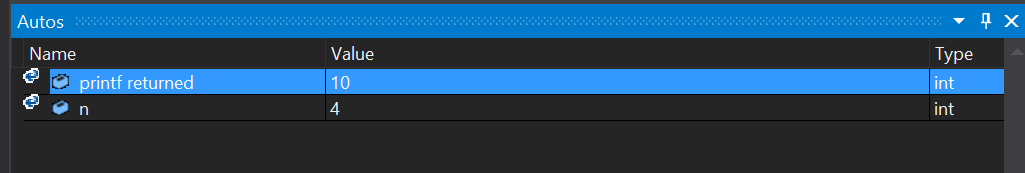 Autos
Name Value Type
printf returned 10 int
n 4 int